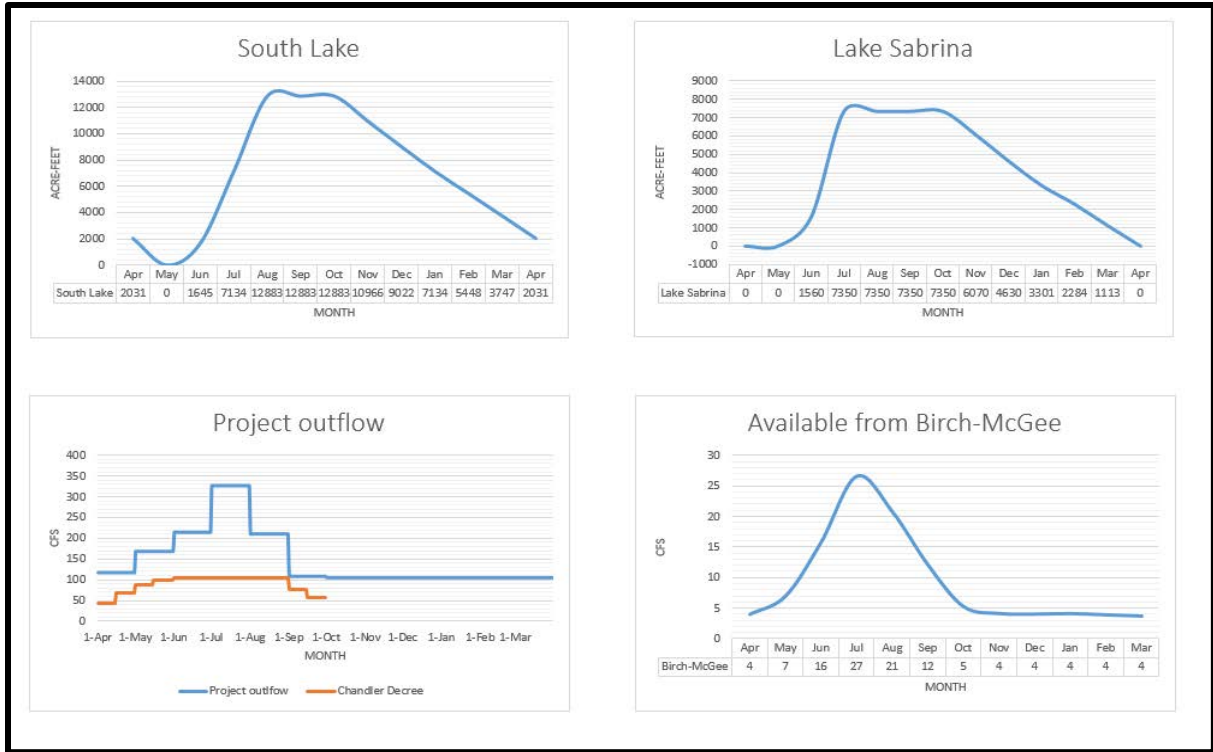 South Lake
14000
12000
10000
8000
6000
4000
2000
0
ACRE-FEET
Apr May Jun Jul Aug Sep Oct Nov Dec Jan Feb Mar Apr
South Lake 2031 0 1645 7134 12883 12883 12883 10966 9022 7134 5448 3747 2031
MONTH
Lake Sabrina
9000
8000
7000
6000
5000
4000
3000
2000
1000
0
-1000
ACRE-FEET
Apr May Jun Jul Aug Sep Oct Nov Dec Jan Feb Mar Apr
Lake Sabrina 0 0 1560 7350 7350 7350 7350 6070 4630 3301 2284 1113 0
MONTH
Project outflow
400
350
300
250
200
150
100
50
0
CFS
1-Apr 1-May 1-Jun 1-Jul 1-Aug 1-Sep 1-Oct 1-Nov 1-Dec 1-Jan 1-Feb 1-Mar
MONTH
Project outlfow Chandler Decree
Available from Birch-McGee
30
25
20
15
10
5
0
CFS
Apr May Jun Jul Aug Sep Oct Nov Dec Jan Feb Mar
Birch-McGee 4 7 16 27 21 12 5 4 4 4 4 4
MONTH